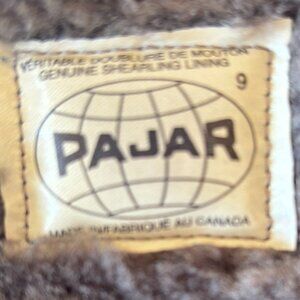 VÉRITABLE DOUBLURE DE MOUTON
GENUINE SHEARLING LINING
9
PAJAR
MADE IN/FABRIQUE AU CANADA